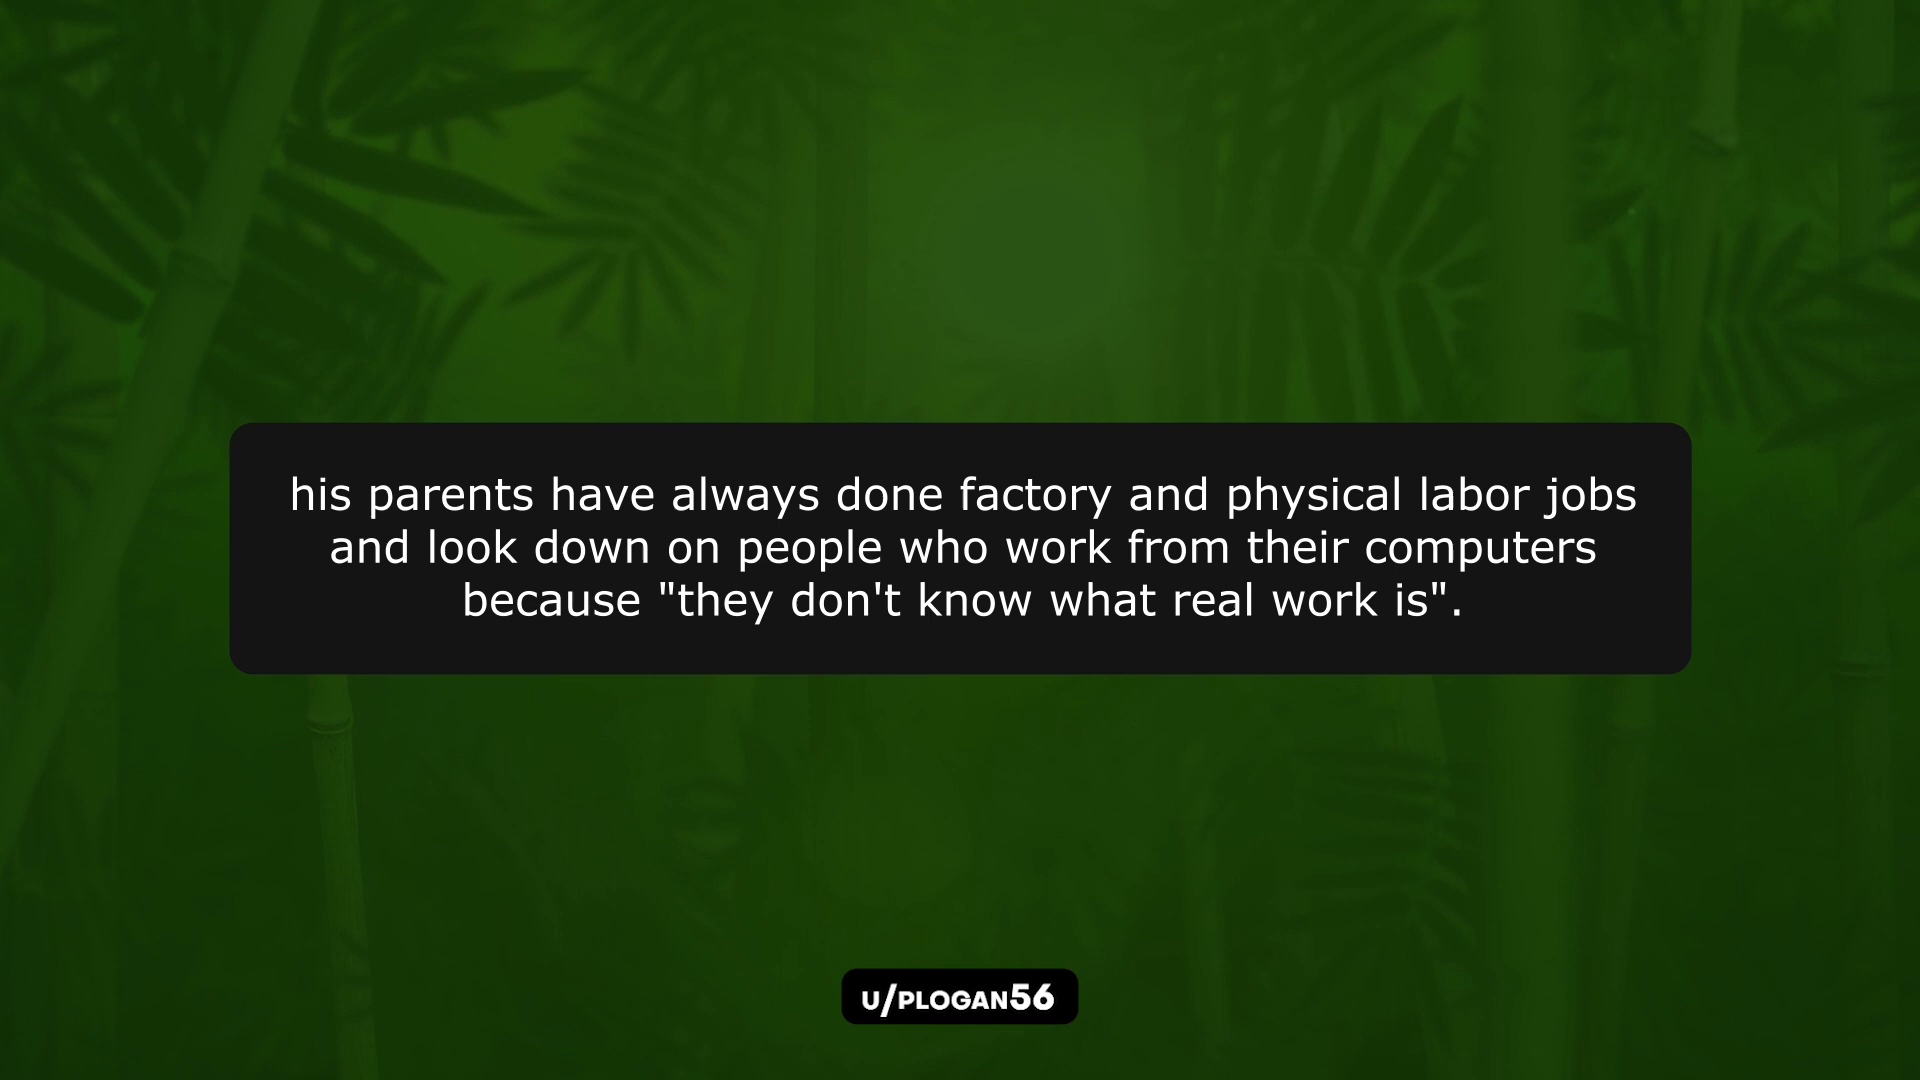 his parents have always done factory and physical labor jobs
and look down on people who work from their computers
because "they don't know what real work is".
u/PLOGAN56